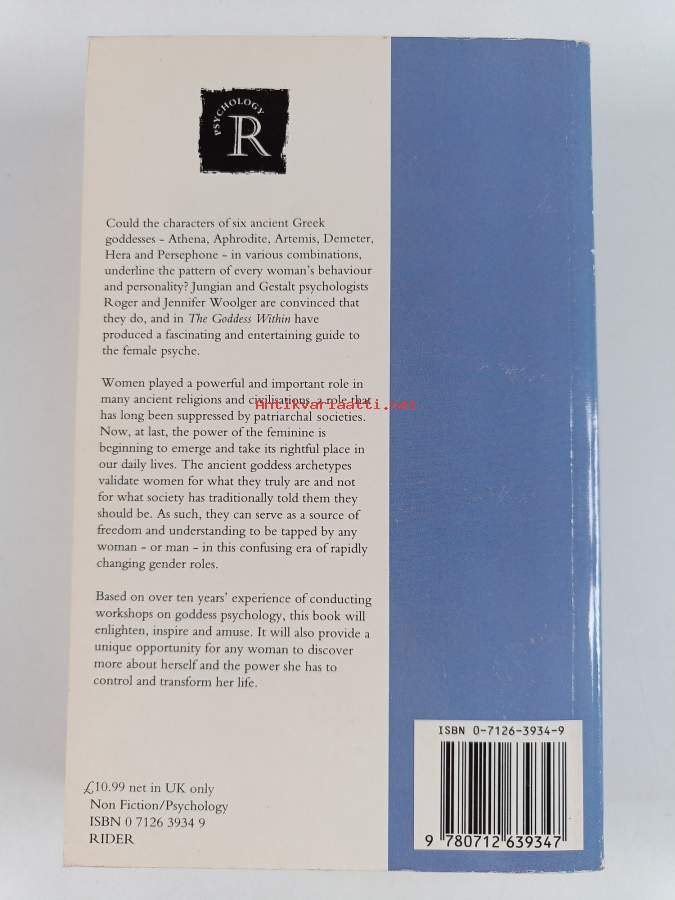 PSYCHOLOGY
R
Could the characters of six ancient Greek
goddesses – Athena, Aphrodite, Artemis, Demeter,
Hera and Persephone – in various combinations,
underline the pattern of every woman's behaviour
and personality? Jungian and Gestalt psychologists
Roger and Jennifer Woolger are convinced that
they do, and in The Goddess Within have
produced a fascinating and entertaining guide to
the female psyche.
Women played a powerful and important role in
many ancient religions and civilisations, a role that
Antikvariaatti.net
has long been suppressed by patriarchal societies.
Now, at last, the power of the feminine is
beginning to emerge and take its rightful place in
our daily lives. The ancient goddess archetypes
validate women for what they truly are and not
for what society has traditionally told them they
should be. As such, they can serve as a source of
freedom and understanding to be tapped by any
woman – or man – in this confusing era of rapidly
changing gender roles.
Based on over ten years' experience of conducting
workshops on goddess psychology, this book will
enlighten, inspire and amuse. It will also provide a
unique opportunity for any woman to discover
more about herself and the power she has to
control and transform her life.
£10.99 net in UK only
Non Fiction/Psychology
ISBN 0 7126 3934 9
RIDER
ISBN 0-7126-3934-9
9 780712 639347